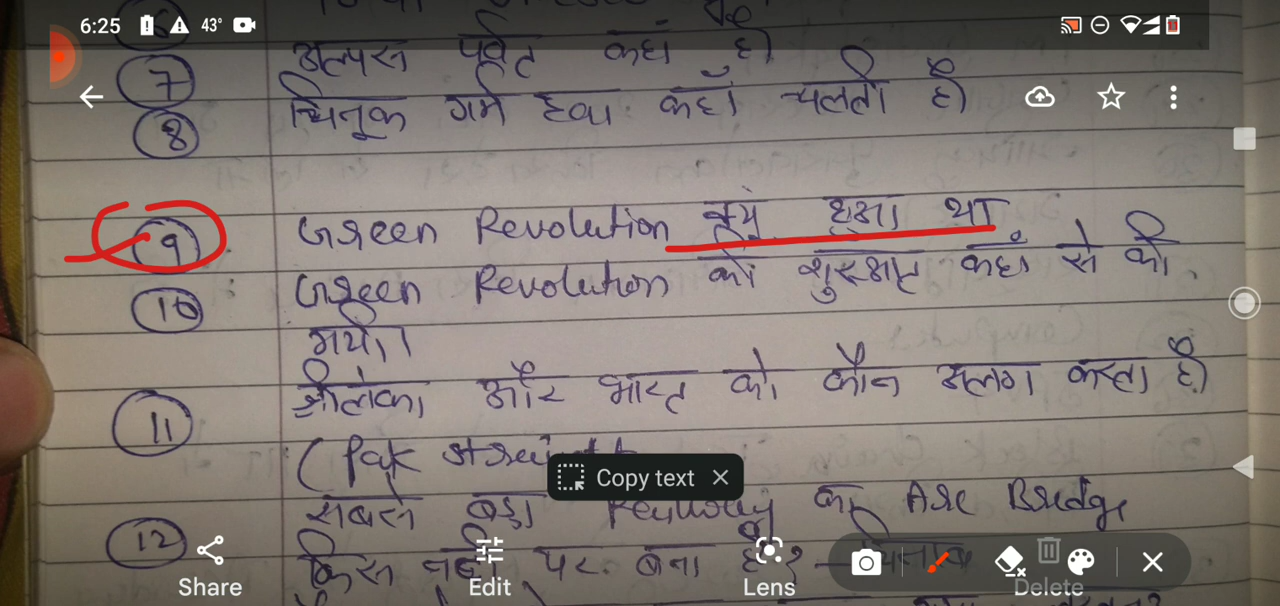 6:25 43°
7 अल्पस पर्वत कहां है
8 चिनूक गर्म हवा कहाँ चलती है
9 Green Revolution क्यूं हुआ था
10 Green Revolution की शुरुआत कहां से की
गयी।
11 श्रीलंका और भारत को कौन अलग करता है
(Pak
Copy text
12 सबसे बड़ा Railway का Arc Bridge
किस नदी पर बना है? – चिनाब
Share Edit Lens Delete